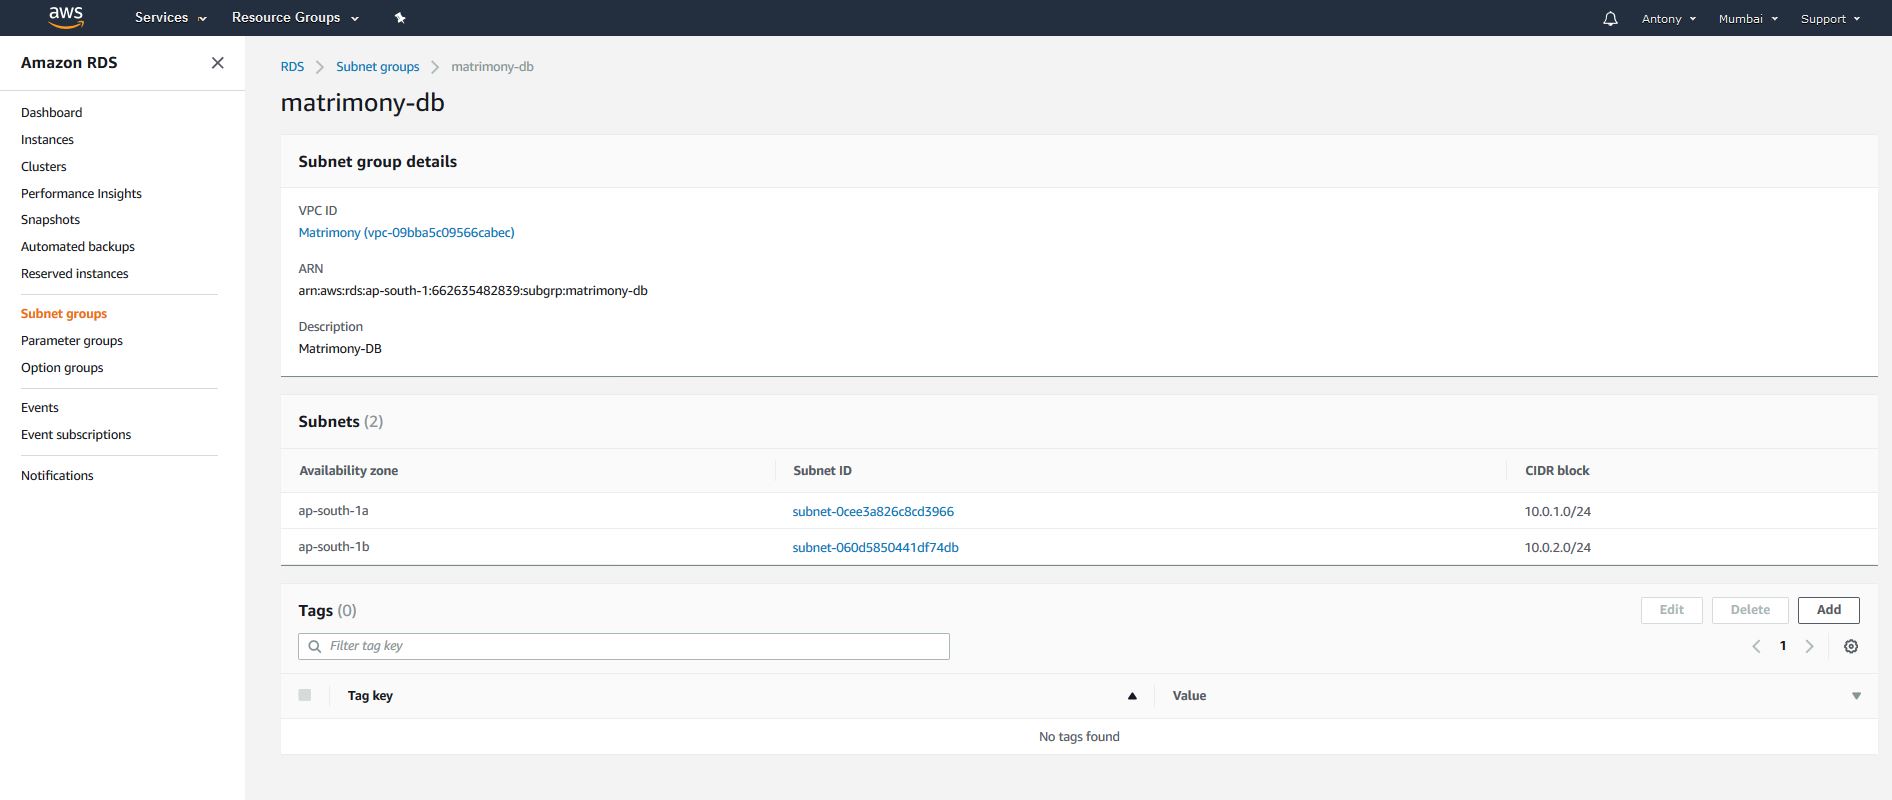 aws
Services
Resource Groups
Antony
Mumbai
Support
Amazon RDS
Dashboard
Instances
Clusters
Performance Insights
Snapshots
Automated backups
Reserved instances
Subnet groups
Parameter groups
Option groups
Events
Event subscriptions
Notifications
RDS
Subnet groups
matrimony-db
matrimony-db
Subnet group details
VPC ID
Matrimony (vpc-09bba5c09566cabec)
ARN
arn:aws:rds:ap-south-1:662635482839:subgrp:matrimony-db
Description
Matrimony-DB
Subnets (2)
Availability zone Subnet ID CIDR block
ap-south-1a subnet-0cee3a826c8cd3966 10.0.1.0/24
ap-south-1b subnet-060d5850441df74db 10.0.2.0/24
Tags (0)
Edit Delete Add
Filter tag key
1
Tag key Value
No tags found